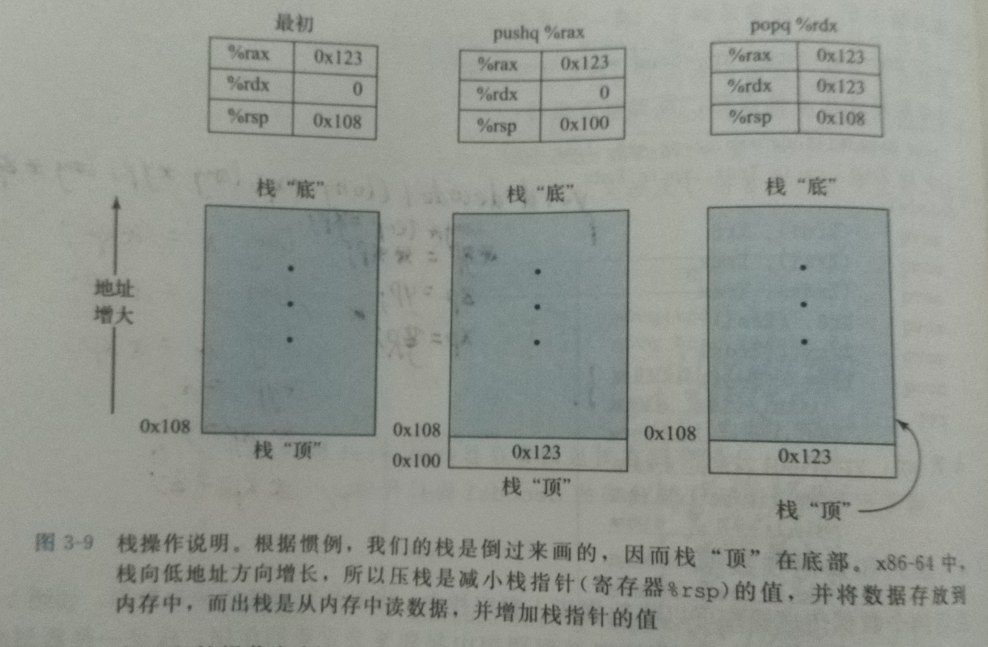 最初
%rax 0x123
%rdx 0
%rsp 0x108
pushq %rax
%rax 0x123
%rdx 0
%rsp 0x100
popq %rdx
%rax 0x123
%rdx 0x123
%rsp 0x108
地址
增大
栈“底”
0x108
栈“顶”
栈“底”
0x108
0x100
0x123
栈“顶”
栈“底”
0x108
0x123
栈“顶”
图 3-9 栈操作说明。根据惯例，我们的栈是倒过来画的，因而栈“顶”在底部。x86-64 中，
栈向低地址方向增长，所以压栈是减小栈指针(寄存器%rsp)的值，并将数据存放到
内存中，而出栈是从内存中读数据，并增加栈指针的值